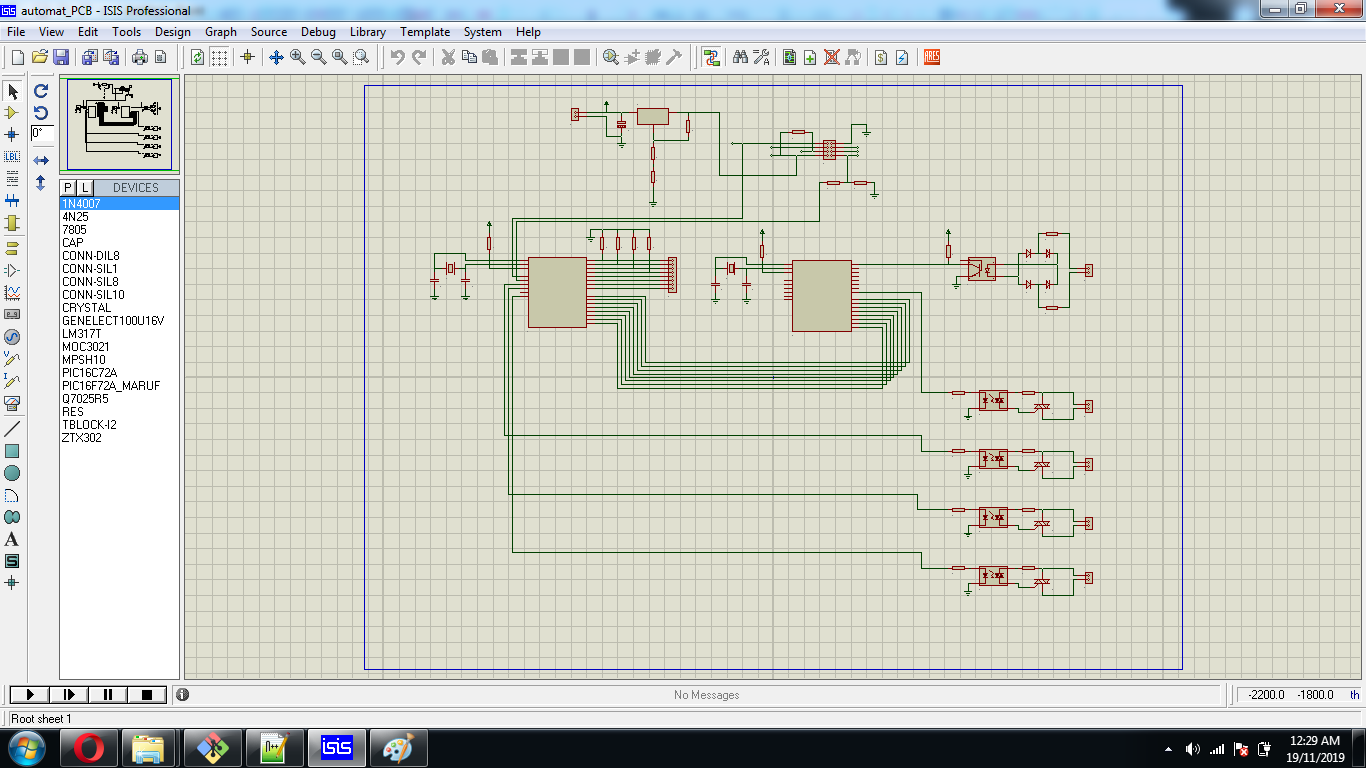 isis automat_PCB - ISIS Professional
File View Edit Tools Design Graph Source Debug Library Template System Help
ARES
0°
LBL
P L DEVICES
1N4007
4N25
7805
CAP
CONN-DIL8
CONN-SIL1
CONN-SIL8
CONN-SIL10
CRYSTAL
GENELECT100U16V
LM317T
MOC3021
MPSH10
PIC16C72A
PIC16F72A_MARUF
Q7025R5
RES
TBLOCK-I2
ZTX302
A
S
No Messages
-2200.0 -1800.0 th
Root sheet 1
isis
12:29 AM
19/11/2019